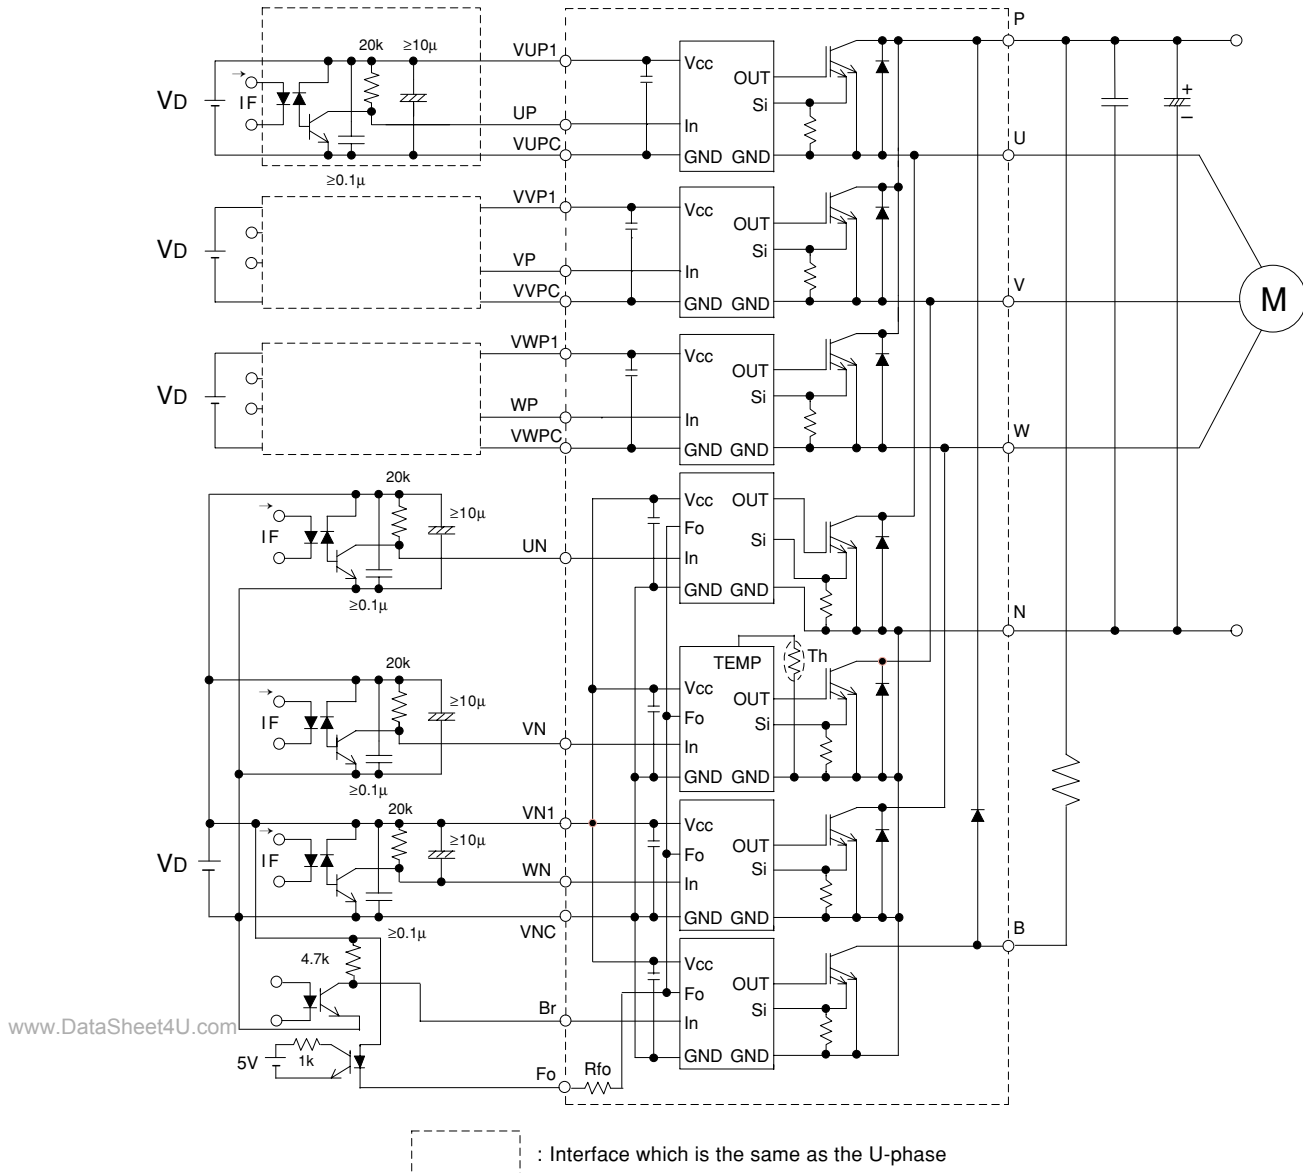 P
20k ≥10μ VUP1
Vcc
OUT
+
VD IF
Si
–
UP
In
VUPC
GND GND
U
≥0.1μ
VVP1
Vcc
OUT
VD
Si
VP
In
V
VVPC
GND GND
M
VWP1
Vcc
OUT
VD
Si
WP
In
W
VWPC
GND GND
20k
Vcc OUT
≥10μ
Fo
IF
UN
Si
In
GND GND
≥0.1μ
N
20k
TEMP
Th
Vcc
≥10μ
OUT
IF
Fo
VN
Si
In
GND GND
≥0.1μ
20k
VN1
Vcc
≥10μ
OUT
IF
Fo
VD
WN
Si
In
VNC
GND GND
B
≥0.1μ
4.7k
Vcc
OUT
Fo
Br
Si
In
www.DataSheet4U.com
5V
1k
GND GND
Fo
Rfo
: Interface which is the same as the U-phase